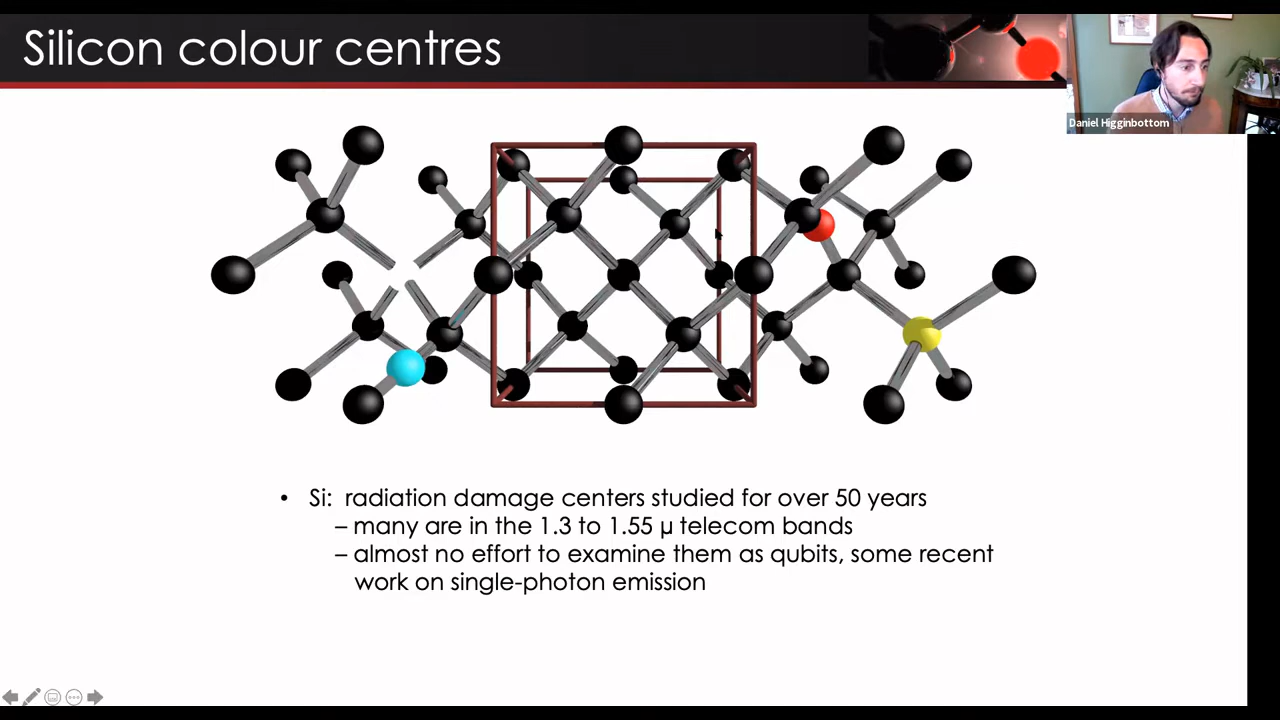 Silicon colour centres
Daniel Higginbottom
• Si: radiation damage centers studied for over 50 years
– many are in the 1.3 to 1.55 µ telecom bands
– almost no effort to examine them as qubits, some recent
work on single-photon emission